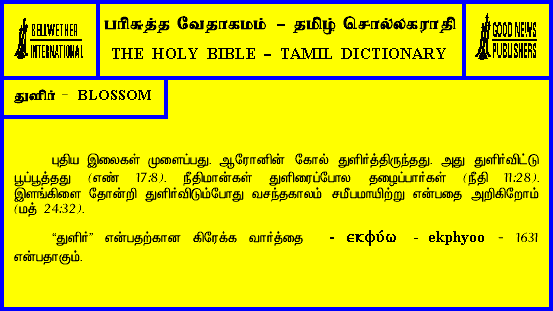 BELLWETHER
INTERNATIONAL
பரிசுத்த வேதாகமம் – தமிழ் சொல்லகராதி
THE HOLY BIBLE – TAMIL DICTIONARY
GOOD NEWS
PUBLISHERS
துளிர் – BLOSSOM
புதிய இலைகள் முளைப்பது. ஆரோனின் கோல் துளிர்த்திருந்தது. அது துளிர்விட்டு
பூப்பூத்தது (எண் 17:8). நீதிமான்கள் துளிரைப்போல தழைப்பார்கள் (நீதி 11:28).
இளங்கிளை தோன்றி துளிர்விடும்போது வசந்தகாலம் சமீபமாயிற்று என்பதை அறிகிறோம்
(மத் 24:32).
“துளிர்” என்பதற்கான கிரேக்க வார்த்தை - εκφύω - ekphyoo – 1631
என்பதாகும்.